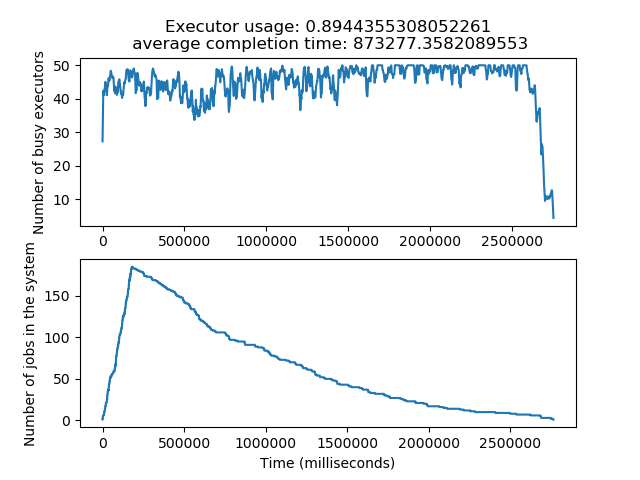 Executor usage: 0.8944355308052261
average completion time: 873277.3582089553
Number of busy executors
50
40
30
20
10
0 500000 1000000 1500000 2000000 2500000
Number of jobs in the system
150
100
50
0
0 500000 1000000 1500000 2000000 2500000
Time (milliseconds)